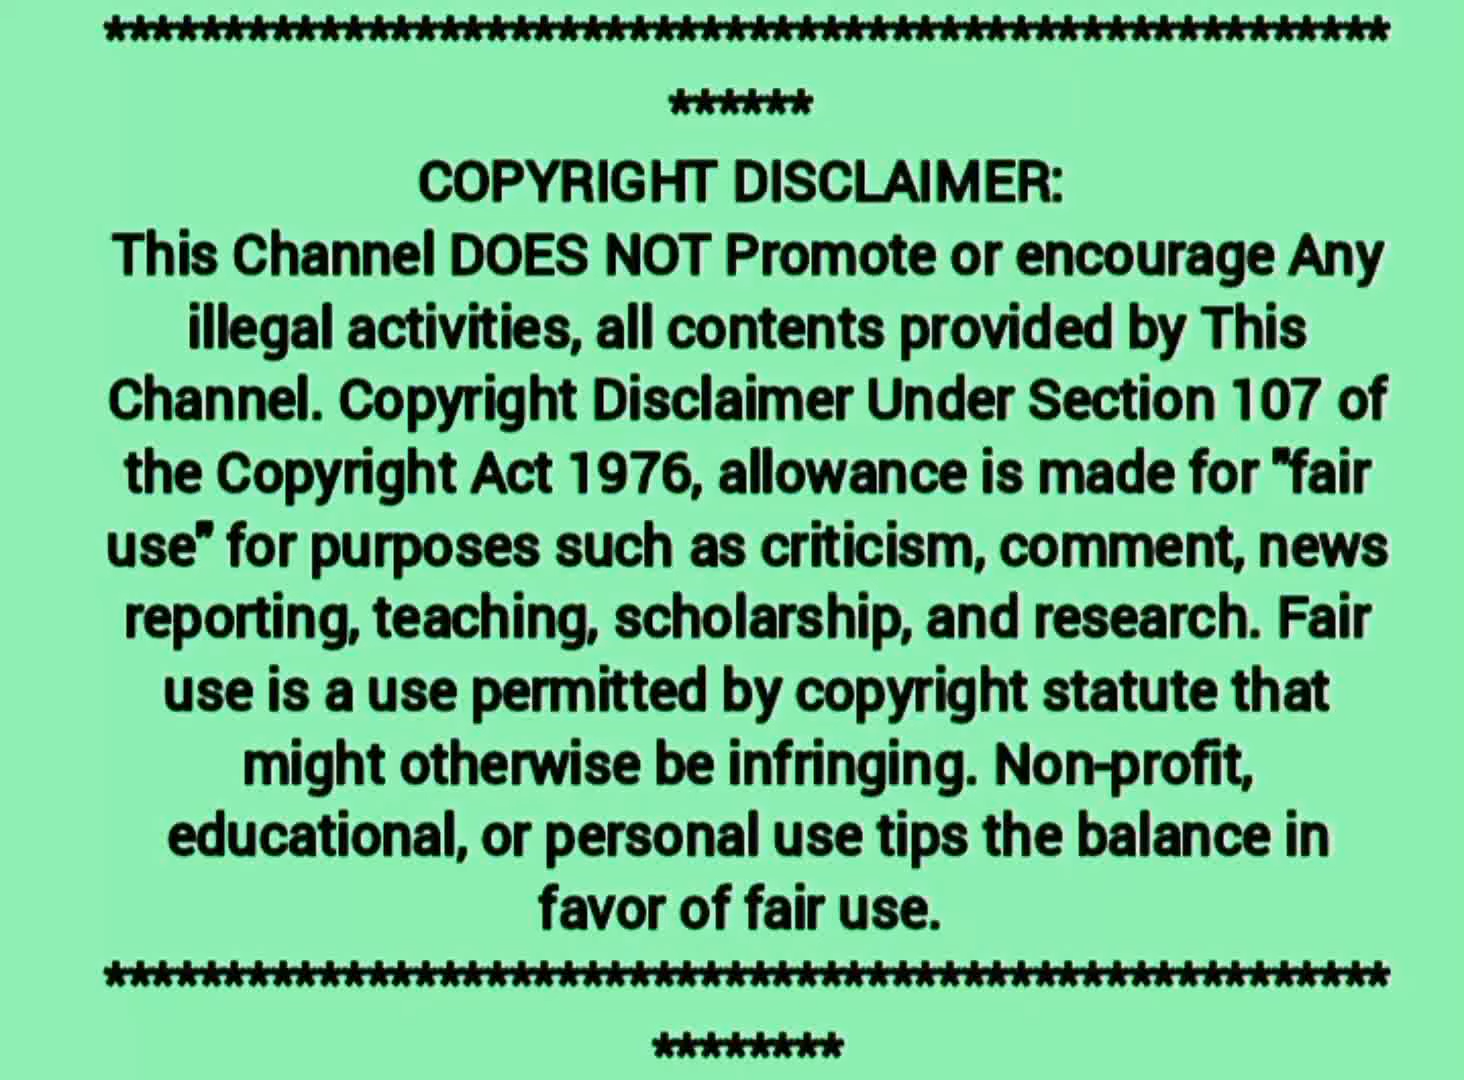 ******************************************************
******
COPYRIGHT DISCLAIMER:
This Channel DOES NOT Promote or encourage Any
illegal activities, all contents provided by This
Channel. Copyright Disclaimer Under Section 107 of
the Copyright Act 1976, allowance is made for "fair
use" for purposes such as criticism, comment, news
reporting, teaching, scholarship, and research. Fair
use is a use permitted by copyright statute that
might otherwise be infringing. Non-profit,
educational, or personal use tips the balance in
favor of fair use.
******************************************************
********